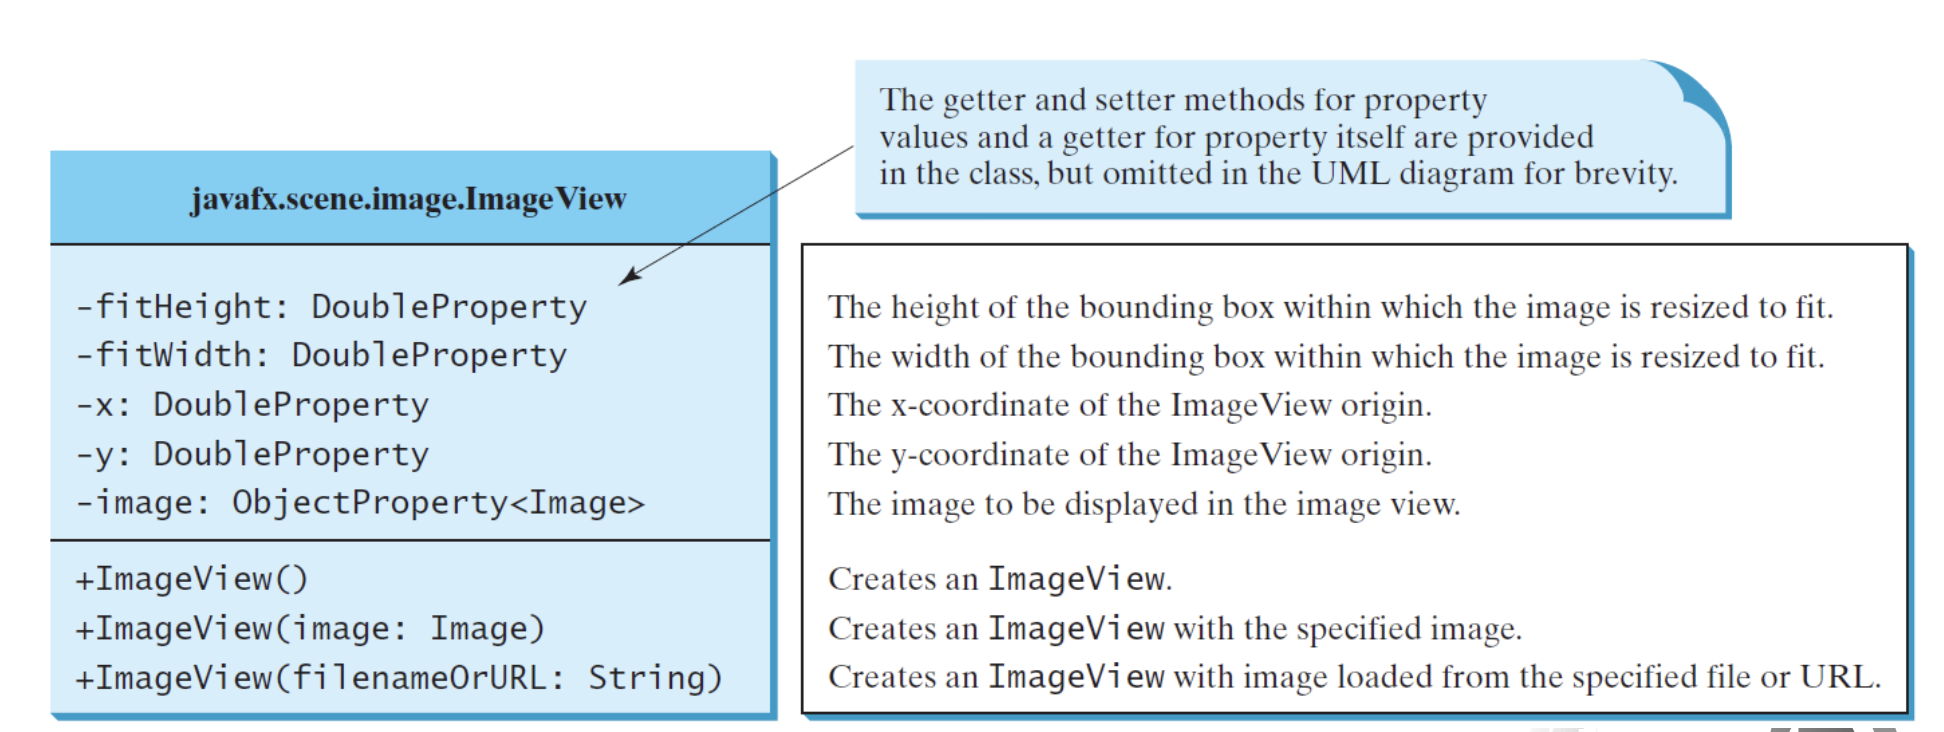 The getter and setter methods for property
values and a getter for property itself are provided
in the class, but omitted in the UML diagram for brevity.
javafx.scene.image.ImageView
-fitHeight: DoubleProperty
The height of the bounding box within which the image is resized to fit.
-fitWidth: DoubleProperty
The width of the bounding box within which the image is resized to fit.
-x: DoubleProperty
The x-coordinate of the ImageView origin.
-y: DoubleProperty
The y-coordinate of the ImageView origin.
-image: ObjectProperty<Image>
The image to be displayed in the image view.
+ImageView()
Creates an ImageView.
+ImageView(image: Image)
Creates an ImageView with the specified image.
+ImageView(filenameOrURL: String)
Creates an ImageView with image loaded from the specified file or URL.